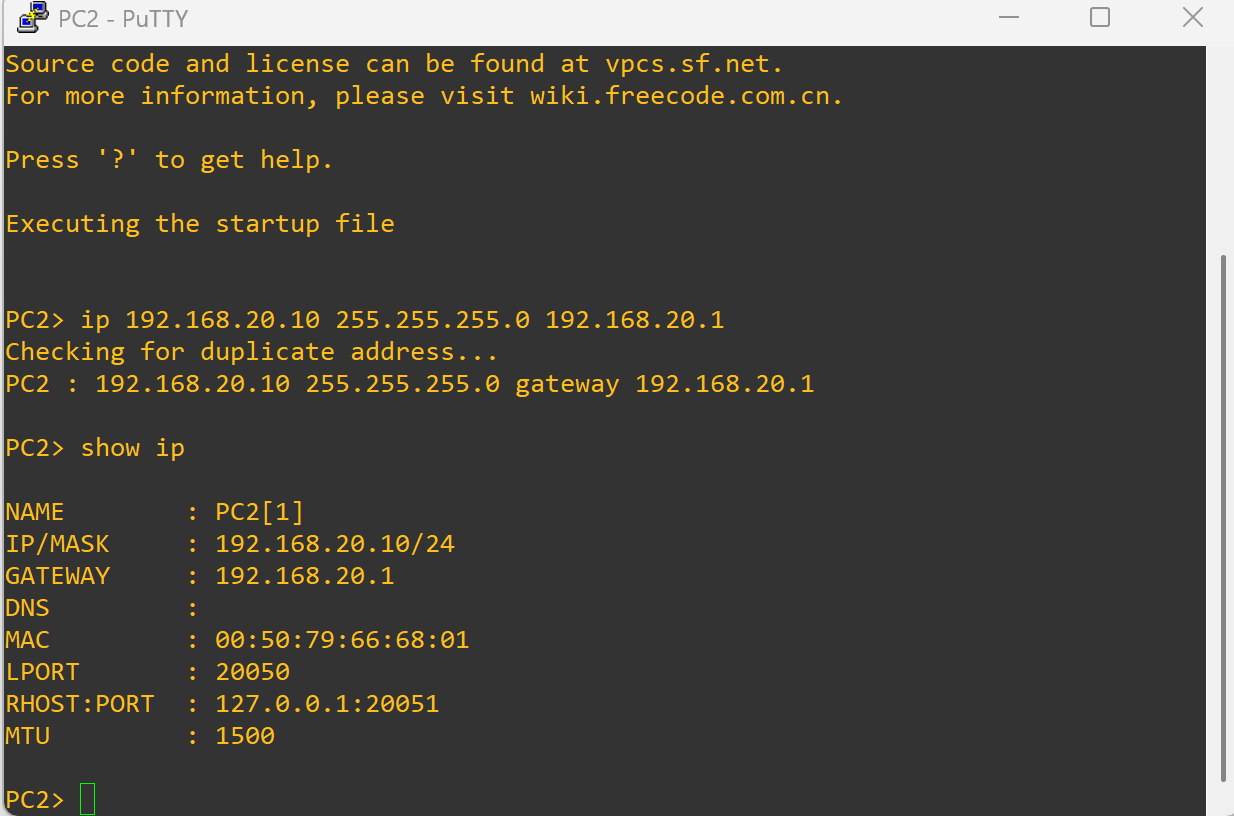 PC2 - PuTTY
Source code and license can be found at vpcs.sf.net.
For more information, please visit wiki.freecode.com.cn.
Press '?' to get help.
Executing the startup file
PC2> ip 192.168.20.10 255.255.255.0 192.168.20.1
Checking for duplicate address...
PC2 : 192.168.20.10 255.255.255.0 gateway 192.168.20.1
PC2> show ip
NAME        : PC2[1]
IP/MASK     : 192.168.20.10/24
GATEWAY     : 192.168.20.1
DNS         :
MAC         : 00:50:79:66:68:01
LPORT       : 20050
RHOST:PORT  : 127.0.0.1:20051
MTU         : 1500
PC2>